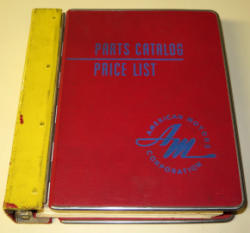 PARTS CATALOG
PRICE LIST
AMERICAN MOTORS
AM
CORPORATION